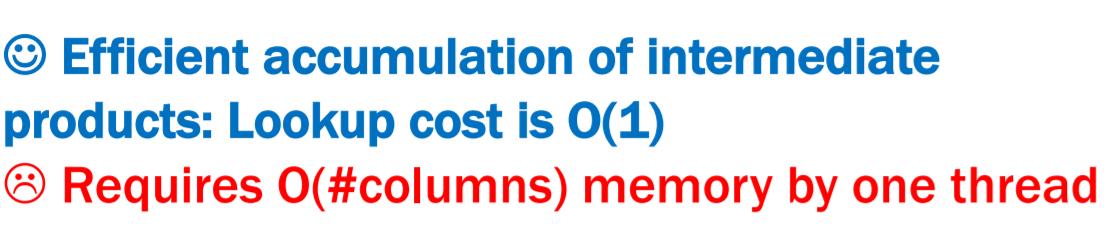 ☺ Efficient accumulation of intermediate
products: Lookup cost is O(1)
☹ Requires O(#columns) memory by one thread